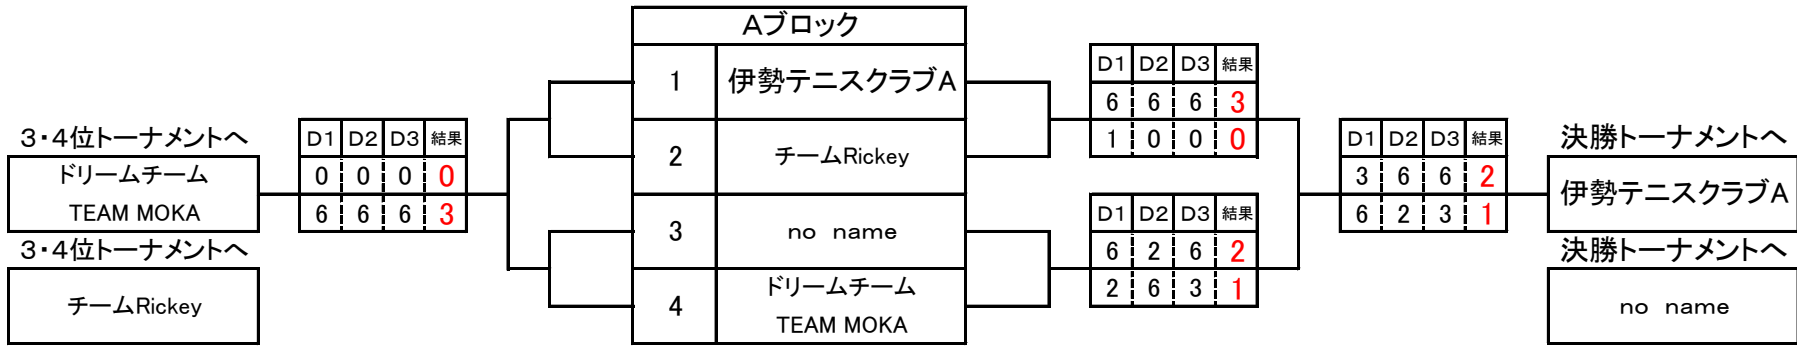 Aブロック
1 伊勢テニスクラブA
2 チームRickey
3 no name
4 ドリームチーム
TEAM MOKA
3・4位トーナメントへ
ドリームチーム
TEAM MOKA
3・4位トーナメントへ
チームRickey
D1 D2 D3 結果
0 0 0 0
6 6 6 3
D1 D2 D3 結果
6 6 6 3
1 0 0 0
D1 D2 D3 結果
6 2 6 2
2 6 3 1
D1 D2 D3 結果
3 6 6 2
6 2 3 1
決勝トーナメントへ
伊勢テニスクラブA
決勝トーナメントへ
no name